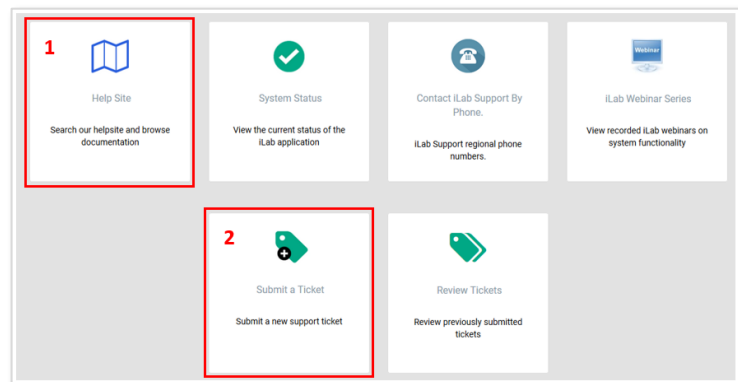 1
Help Site
Search our helpsite and browse
documentation
System Status
View the current status of the
iLab application
Contact iLab Support By
Phone.
iLab Support regional phone
numbers.
Webinar
iLab Webinar Series
View recorded iLab webinars on
system functionality
2
Submit a Ticket
Submit a new support ticket
Review Tickets
Review previously submitted
tickets